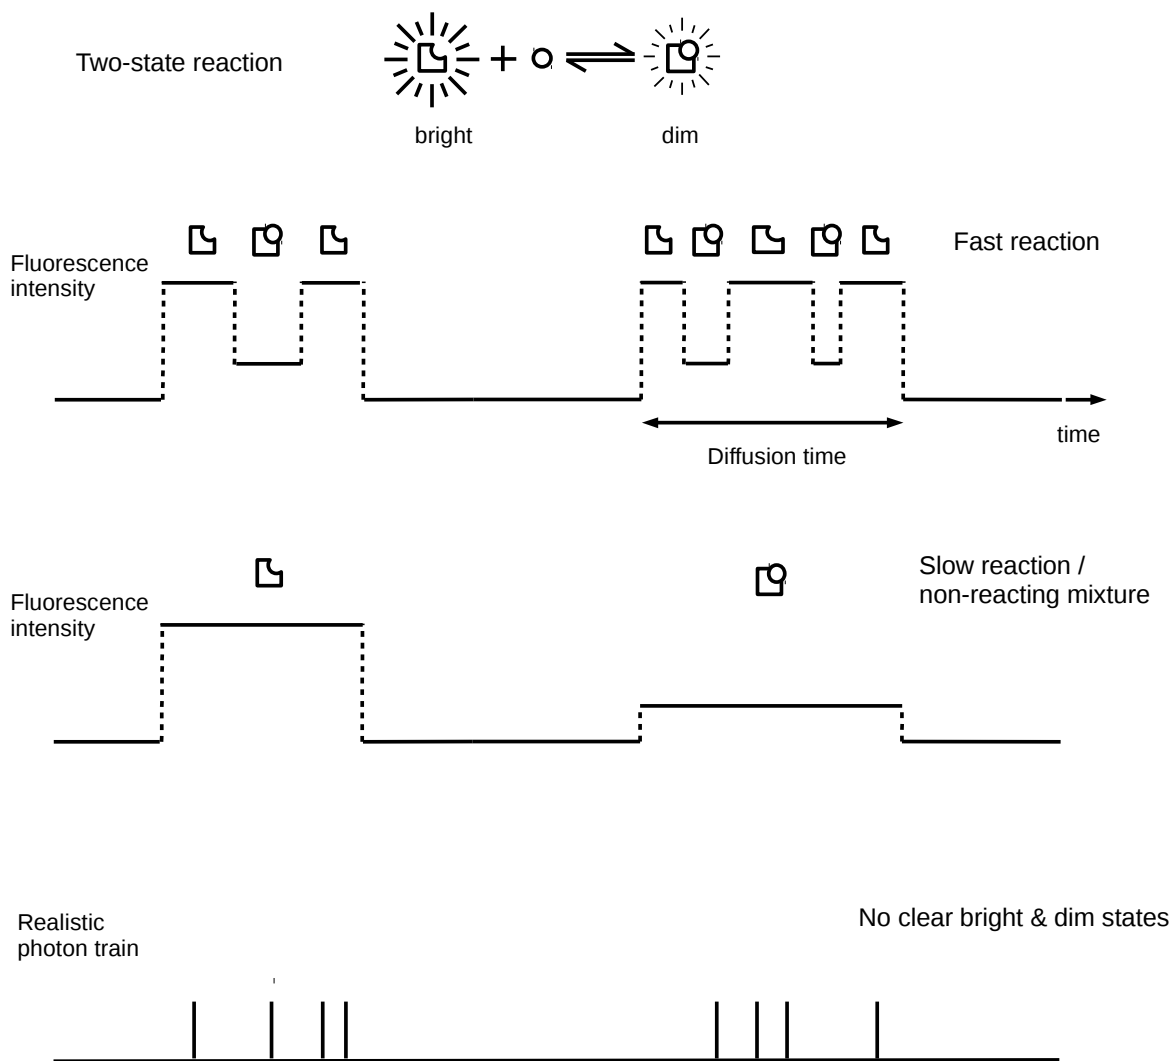 Two-state reaction
bright
dim
Fast reaction
Fluorescence
intensity
time
Diffusion time
Slow reaction /
non-reacting mixture
Fluorescence
intensity
No clear bright & dim states
Realistic
photon train